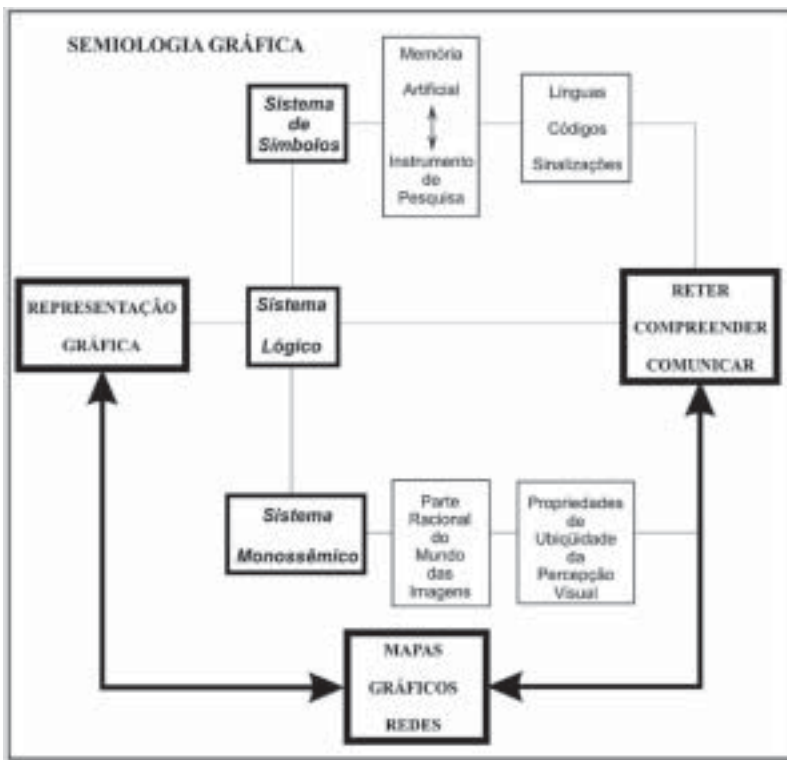 SEMIOLOGIA GRÁFICA
Sistema
de
Símbolos
Memória
Artificial
Instrumento
de
Pesquisa
Línguas
Códigos
Sinalizações
REPRESENTAÇÃO
GRÁFICA
Sistema
Lógico
RETER
COMPREENDER
COMUNICAR
Sistema
Monossêmico
Parte
Racional
do
Mundo
das
Imagens
Propriedades
de
Ubiqüidade
da
Percepção
Visual
MAPAS
GRÁFICOS
REDES